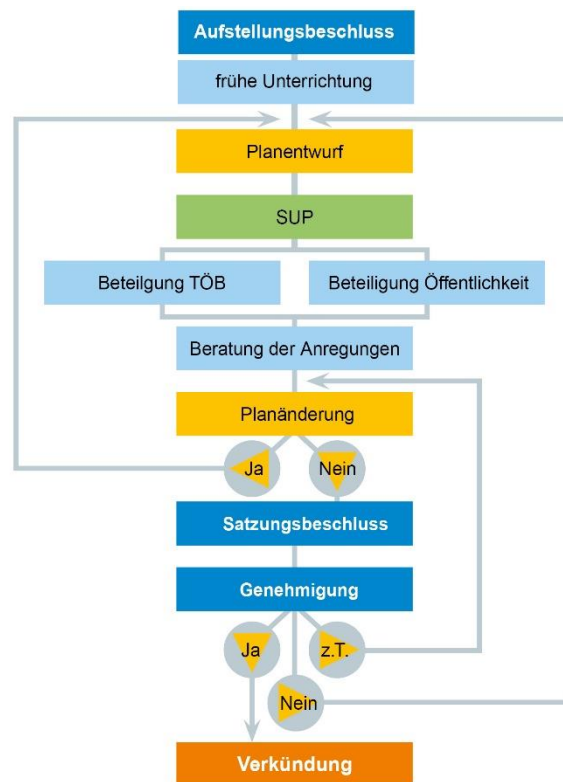 Aufstellungsbeschluss
frühe Unterrichtung
Planentwurf
SUP
Beteilgung TÖB
Beteiligung Öffentlichkeit
Beratung der Anregungen
Planänderung
Ja
Nein
Satzungsbeschluss
Genehmigung
Ja
z.T.
Nein
Verkündung